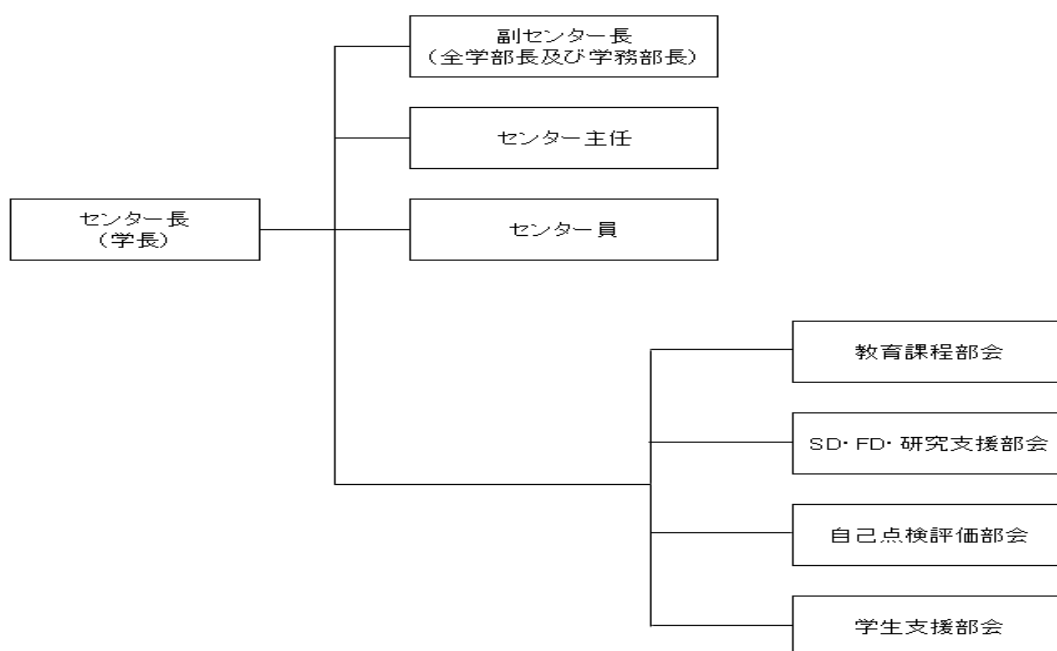 副センター長
（全学部長及び学務部長）
センター主任
センター長
（学長）
センター員
教育課程部会
SD・FD・研究支援部会
自己点検評価部会
学生支援部会